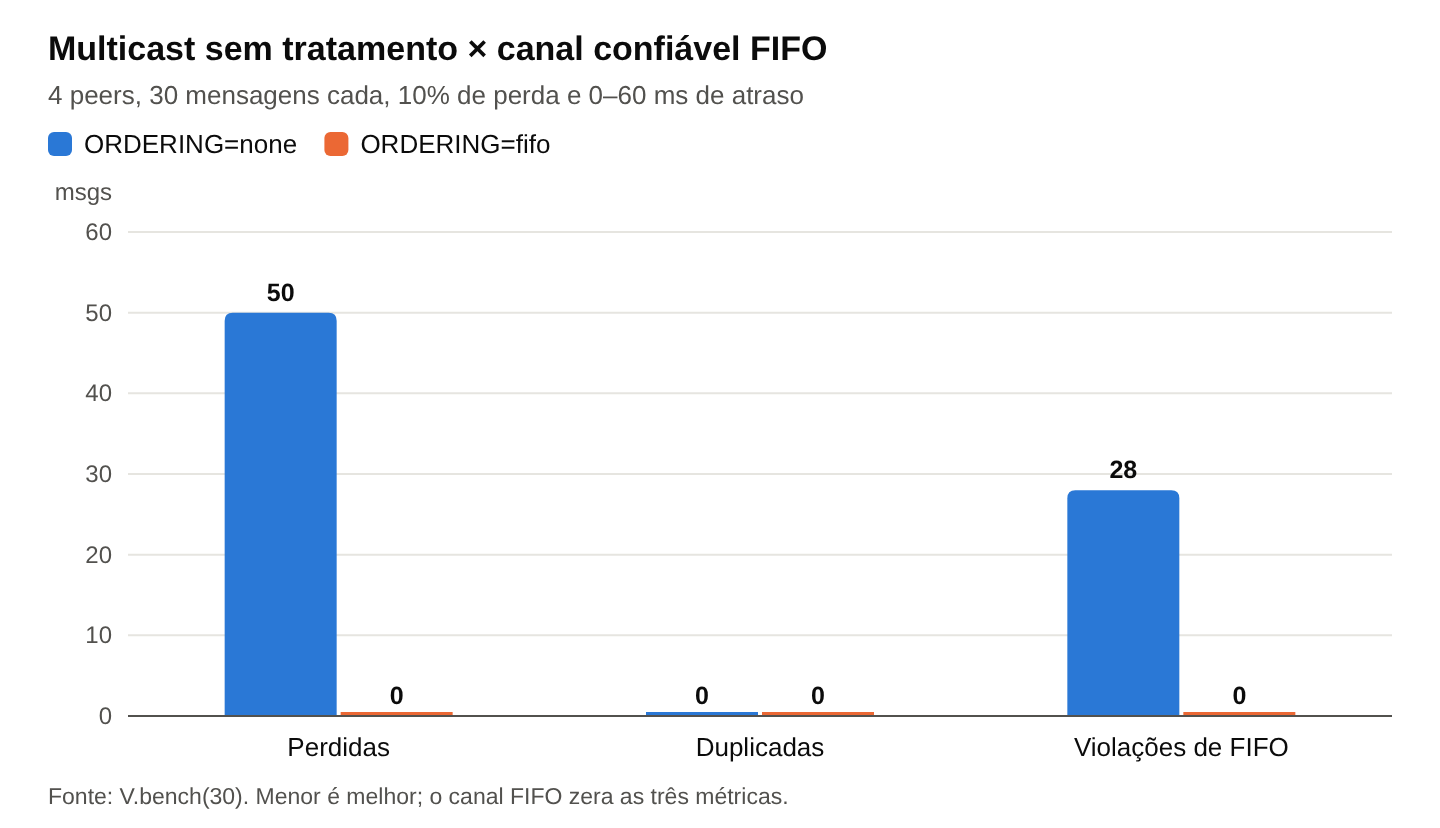 Multicast sem tratamento × canal confiável FIFO
4 peers, 30 mensagens cada, 10% de perda e 0–60 ms de atraso
ORDERING=none ORDERING=fifo
msgs
60
50
50
40
30
28
20
10
0
0 0 0 0
Perdidas Duplicadas Violações de FIFO
Fonte: V.bench(30). Menor é melhor; o canal FIFO zera as três métricas.